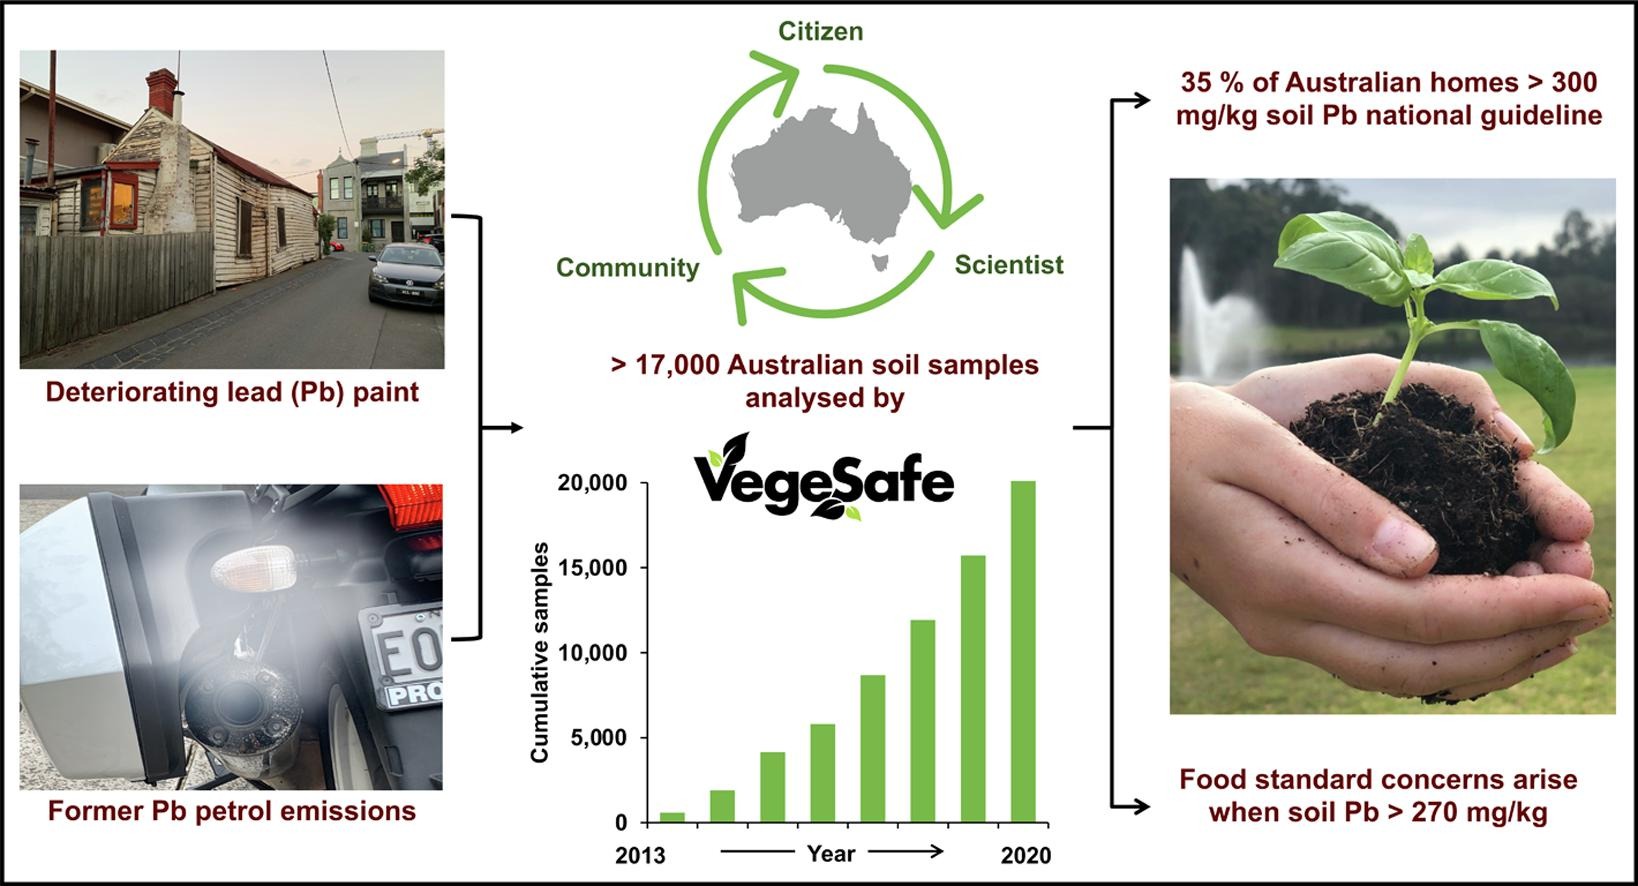 Citizen
Community
Scientist
Deteriorating lead (Pb) paint
Former Pb petrol emissions
EO
PRO
> 17,000 Australian soil samples
analysed by
VegeSafe
Cumulative samples
20,000
15,000
10,000
5,000
0
2013
Year
2020
35 % of Australian homes > 300
mg/kg soil Pb national guideline
Food standard concerns arise
when soil Pb > 270 mg/kg